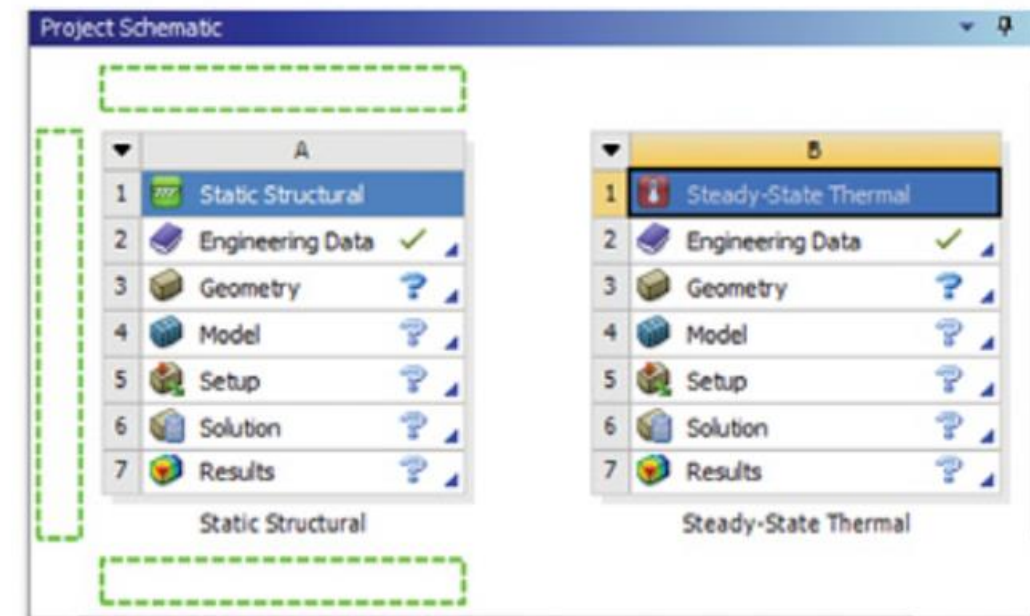 Project Schematic
A
1 Static Structural
2 Engineering Data
3 Geometry
4 Model
5 Setup
6 Solution
7 Results
Static Structural
B
1 Steady-State Thermal
2 Engineering Data
3 Geometry
4 Model
5 Setup
6 Solution
7 Results
Steady-State Thermal